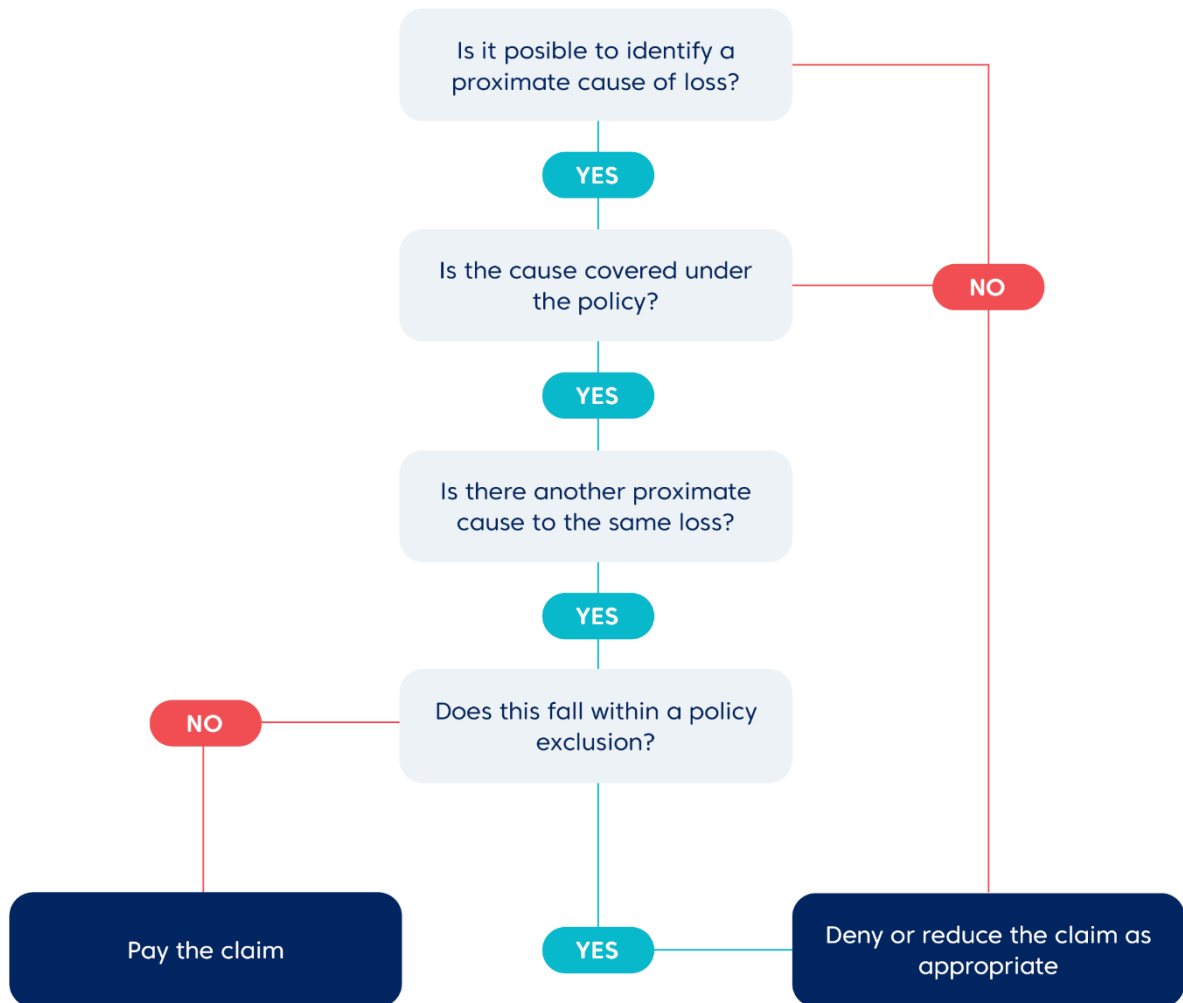 Is it posible to identify a
proximate cause of loss?
YES
Is the cause covered under
the policy?
NO
YES
Is there another proximate
cause to the same loss?
YES
Does this fall within a policy
exclusion?
NO
Pay the claim
YES
Deny or reduce the claim as
appropriate